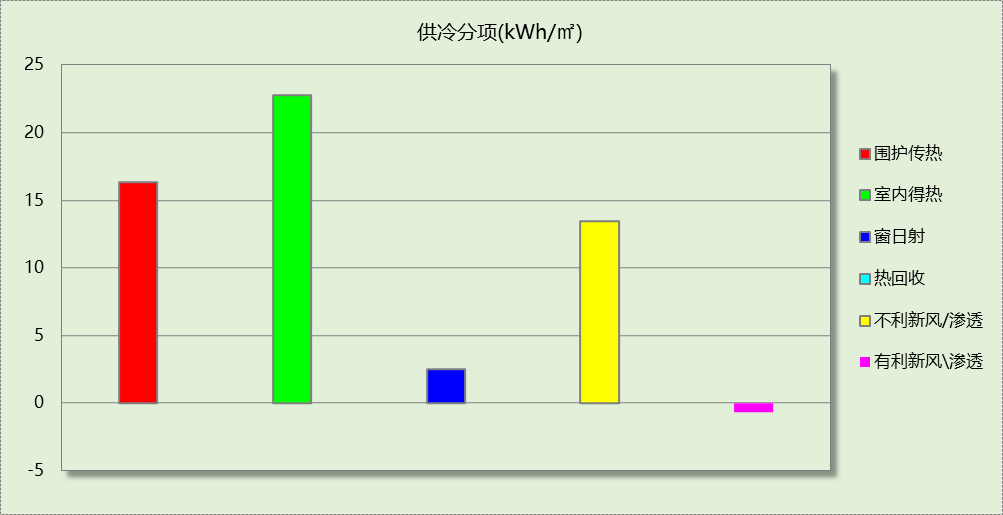 供冷分项(kWh/㎡)
25
20
15
10
5
0
-5
围护传热
室内得热
窗日射
热回收
不利新风/渗透
有利新风\渗透